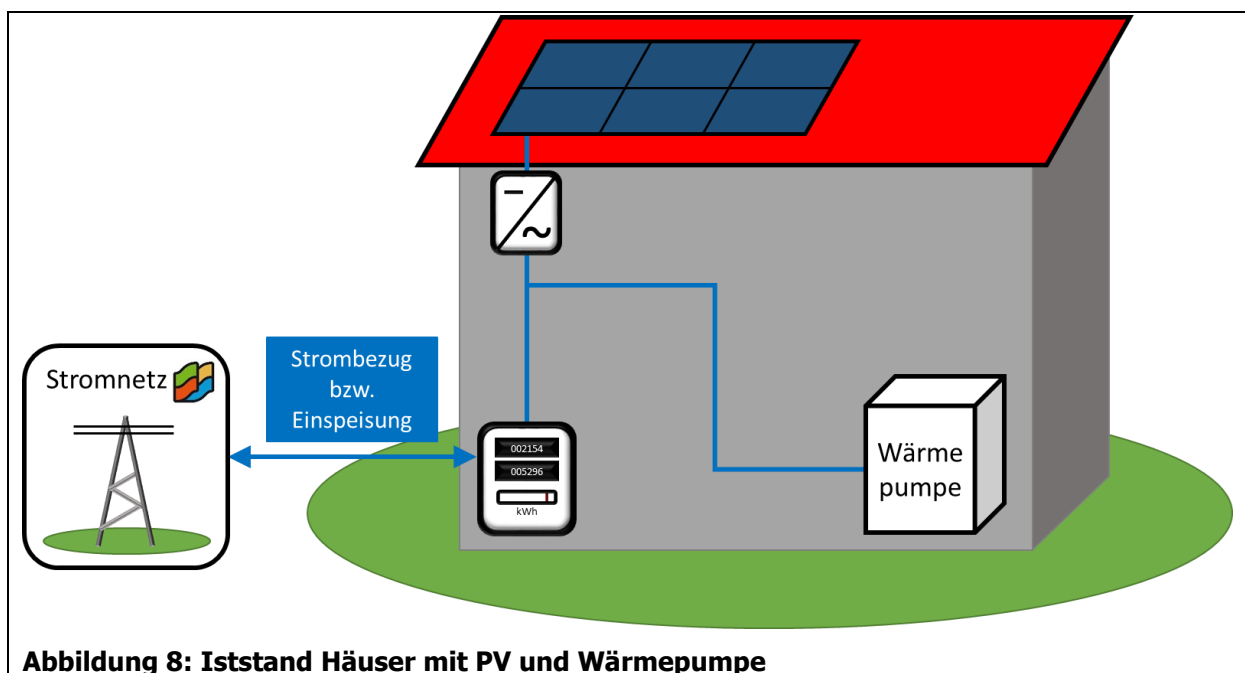 Stromnetz
Strombezug
bzw.
Einspeisung
002154
005296
kWh
Wärme
pumpe
Abbildung 8: Iststand Häuser mit PV und Wärmepumpe